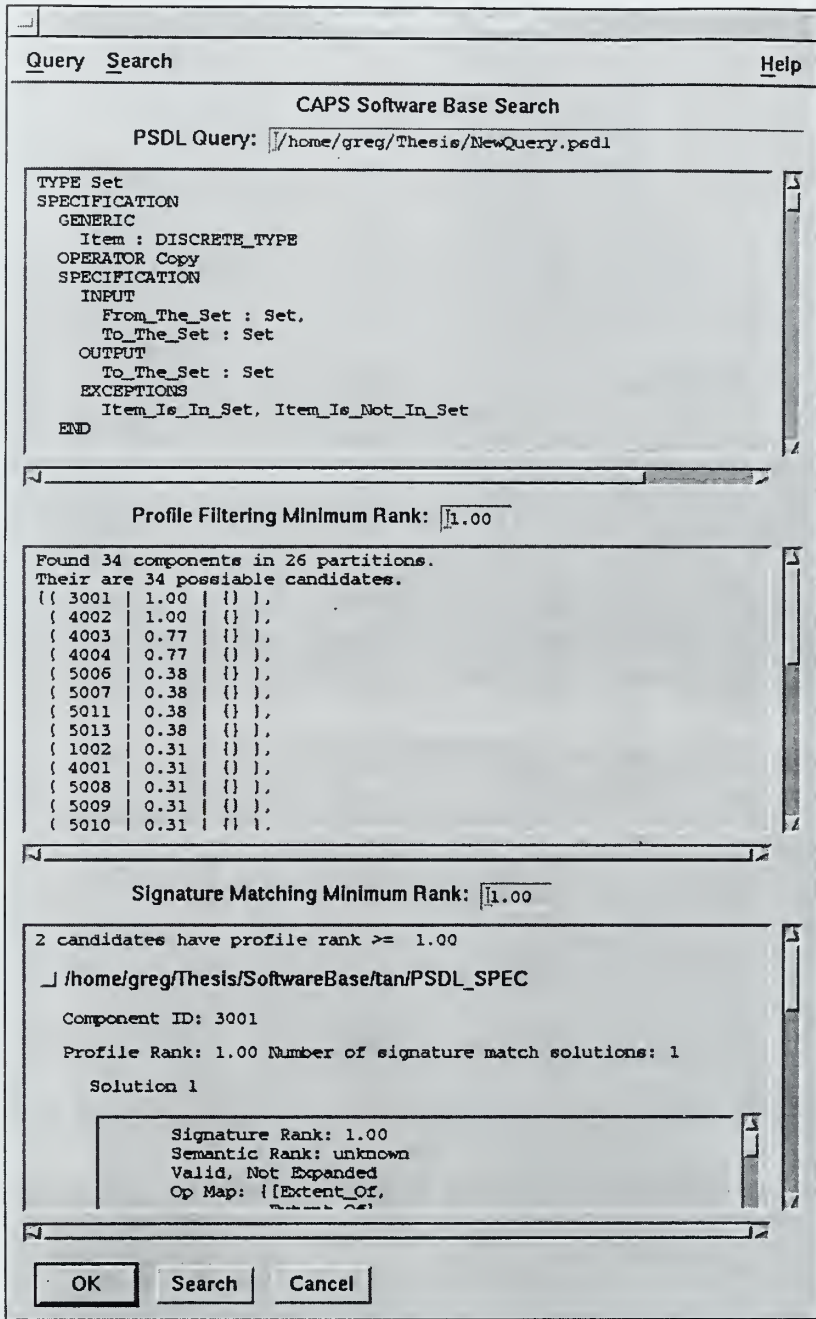 Query Search Help
CAPS Software Base Search
PSDL Query: /home/greg/Thesis/NewQuery.psdl
TYPE Set
SPECIFICATION
GENERIC
Item : DISCRETE_TYPE
OPERATOR Copy
SPECIFICATION
INPUT
From_The_Set : Set,
To_The_Set : Set
OUTPUT
To_The_Set : Set
EXCEPTIONS
Item_Is_In_Set, Item_Is_Not_In_Set
END
Profile Filtering Minimum Rank: 1.00
Found 34 components in 26 partitions.
Their are 34 possiable candidates.
{( 3001 | 1.00 | {} ),
( 4002 | 1.00 | {} ),
( 4003 | 0.77 | {} ),
( 4004 | 0.77 | {} ),
( 5006 | 0.38 | {} ),
( 5007 | 0.38 | {} ),
( 5011 | 0.38 | {} ),
( 5013 | 0.38 | {} ),
( 1002 | 0.31 | {} ),
( 4001 | 0.31 | {} ),
( 5008 | 0.31 | {} ),
( 5009 | 0.31 | {} ),
( 5010 | 0.31 | {} ),
Signature Matching Minimum Rank: 1.00
2 candidates have profile rank >= 1.00
/home/greg/Thesis/SoftwareBase/tan/PSDL_SPEC
Component ID: 3001
Profile Rank: 1.00 Number of signature match solutions: 1
Solution 1
Signature Rank: 1.00
Semantic Rank: unknown
Valid, Not Expanded
Op Map: {[Extent_Of,
Extent_Of]
OK Search Cancel